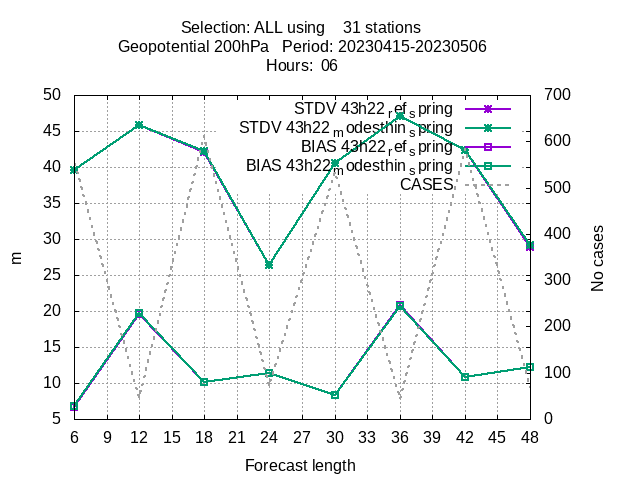 Selection: ALL using 31 stations
Geopotential 200hPa Period: 20230415-20230506
Hours: 06
STDV 43h22_ref_spring
STDV 43h22_modesthin_spring
BIAS 43h22_ref_spring
BIAS 43h22_modesthin_spring
CASES
50
45
40
35
30
25
20
15
10
5
m
700
600
500
400
300
200
100
0
No cases
6 9 12 15 18 21 24 27 30 33 36 39 42 45 48
Forecast length